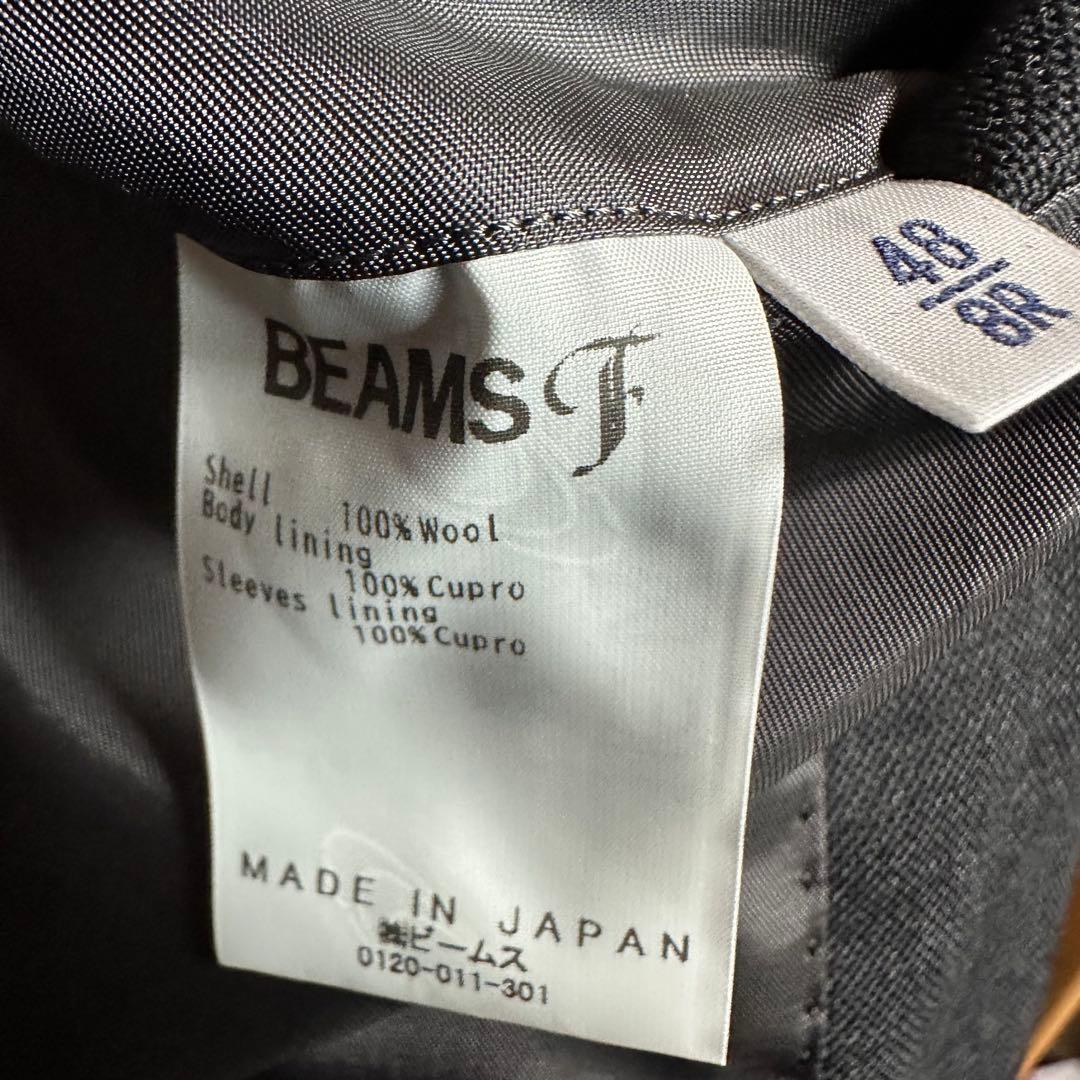 BEAMS F
Shell
100%Wool
Body lining
100%Cupro
Sleeves lining
100%Cupro
MADE IN JAPAN
㈱ビームス
0120-011-301
48
8R